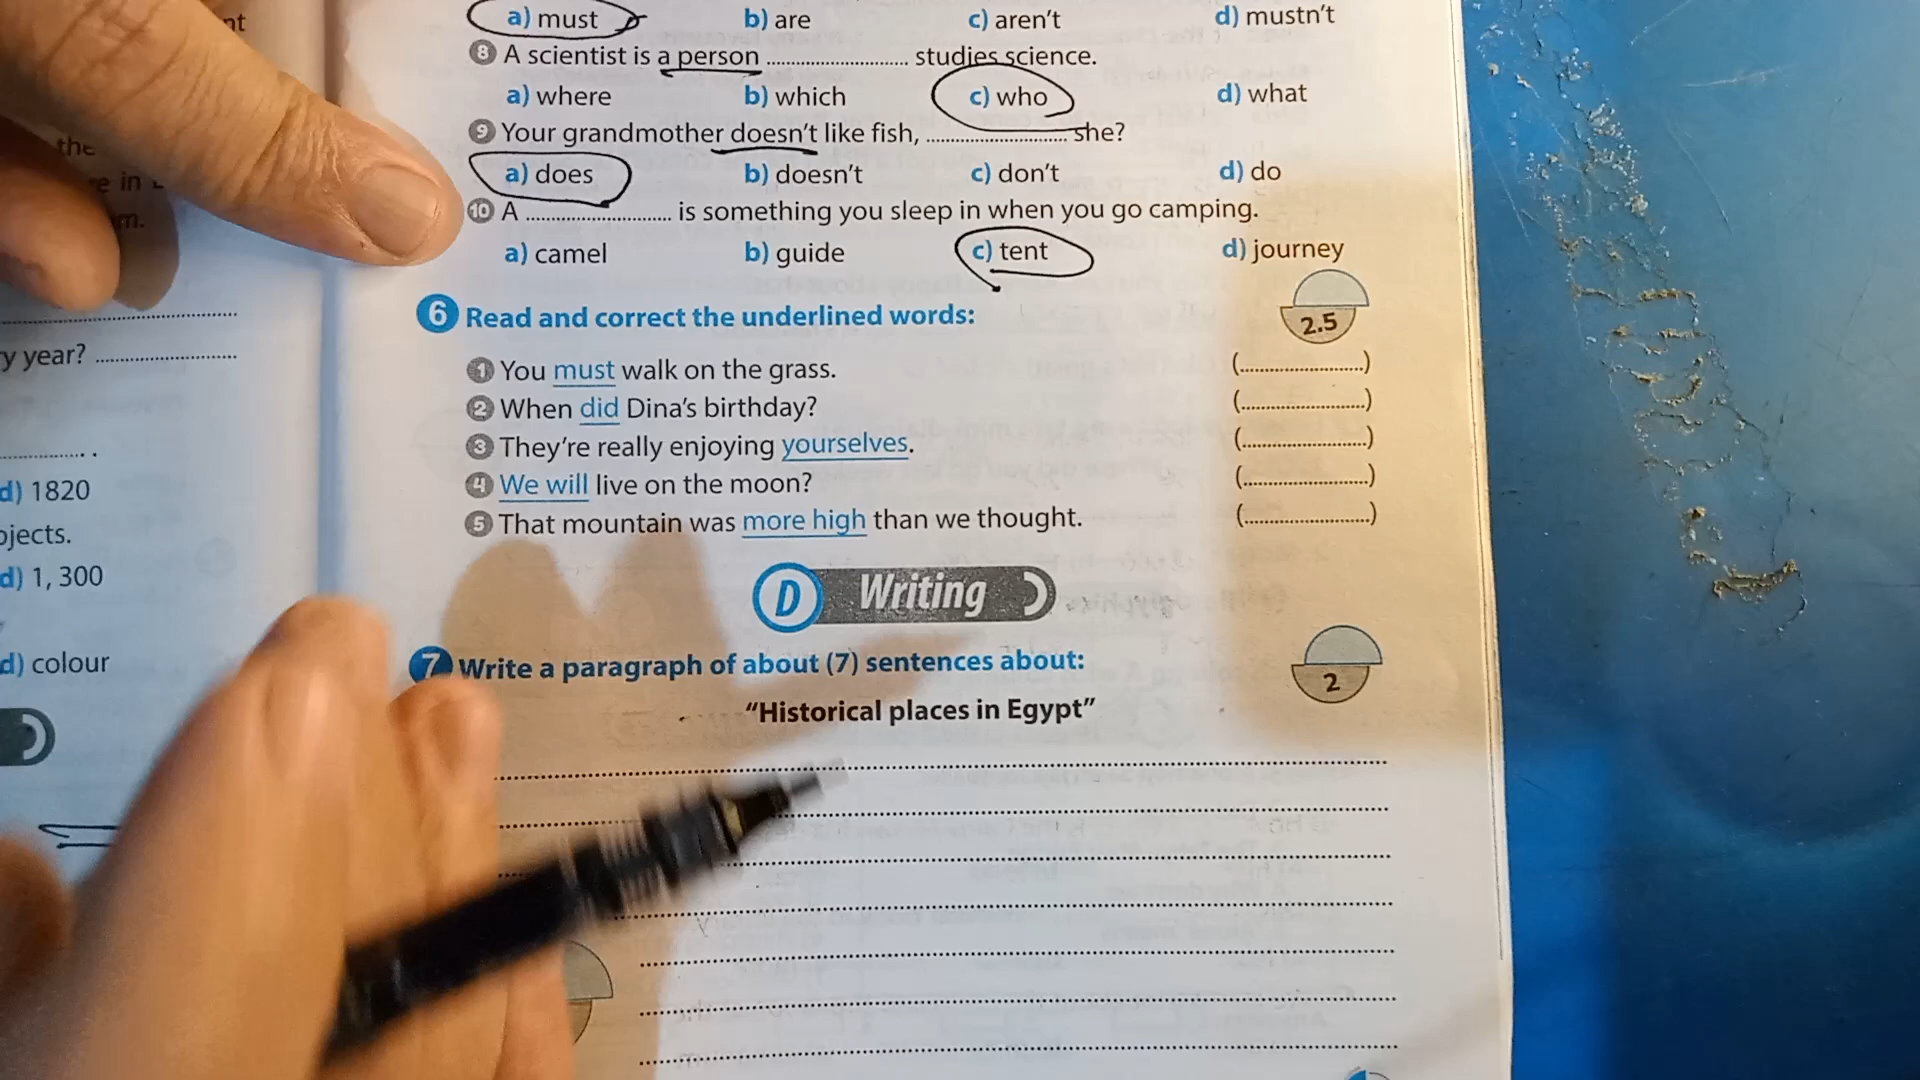 nt
a) must b) are c) aren't d) mustn't
8 A scientist is a person ........................ studies science.
a) where b) which c) who d) what
9 Your grandmother doesn't like fish, ........................ she?
a) does b) doesn't c) don't d) do
10 A ........................ is something you sleep in when you go camping.
a) camel b) guide c) tent d) journey
6 Read and correct the underlined words:
2.5
1 You must walk on the grass. (........................)
2 When did Dina's birthday? (........................)
3 They're really enjoying yourselves. (........................)
4 We will live on the moon? (........................)
5 That mountain was more high than we thought. (........................)
D Writing
7 Write a paragraph of about (7) sentences about:
2
"Historical places in Egypt"
the
e in
m.
y year? ........................
d) 1820
ojects.
d) 1, 300
d) colour